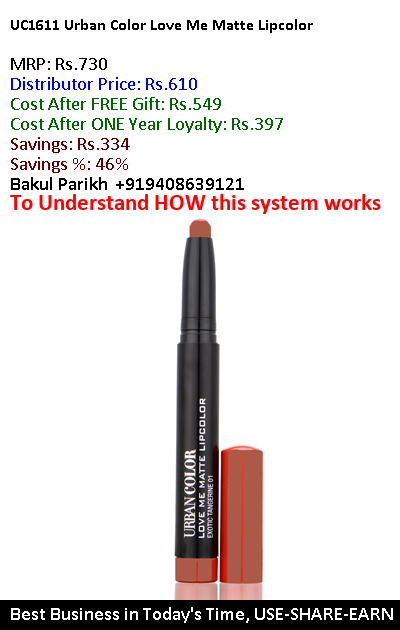 UC1611 Urban Color Love Me Matte Lipcolor
MRP: Rs.730
Distributor Price: Rs.610
Cost After FREE Gift: Rs.549
Cost After ONE Year Loyalty: Rs.397
Savings: Rs.334
Savings %: 46%
Bakul Parikh +919408639121
To Understand HOW this system works
URBAN COLOR
LOVE ME MATTE LIPCOLOR
EXOTIC TANGERINE 01
Best Business in Today's Time, USE-SHARE-EARN